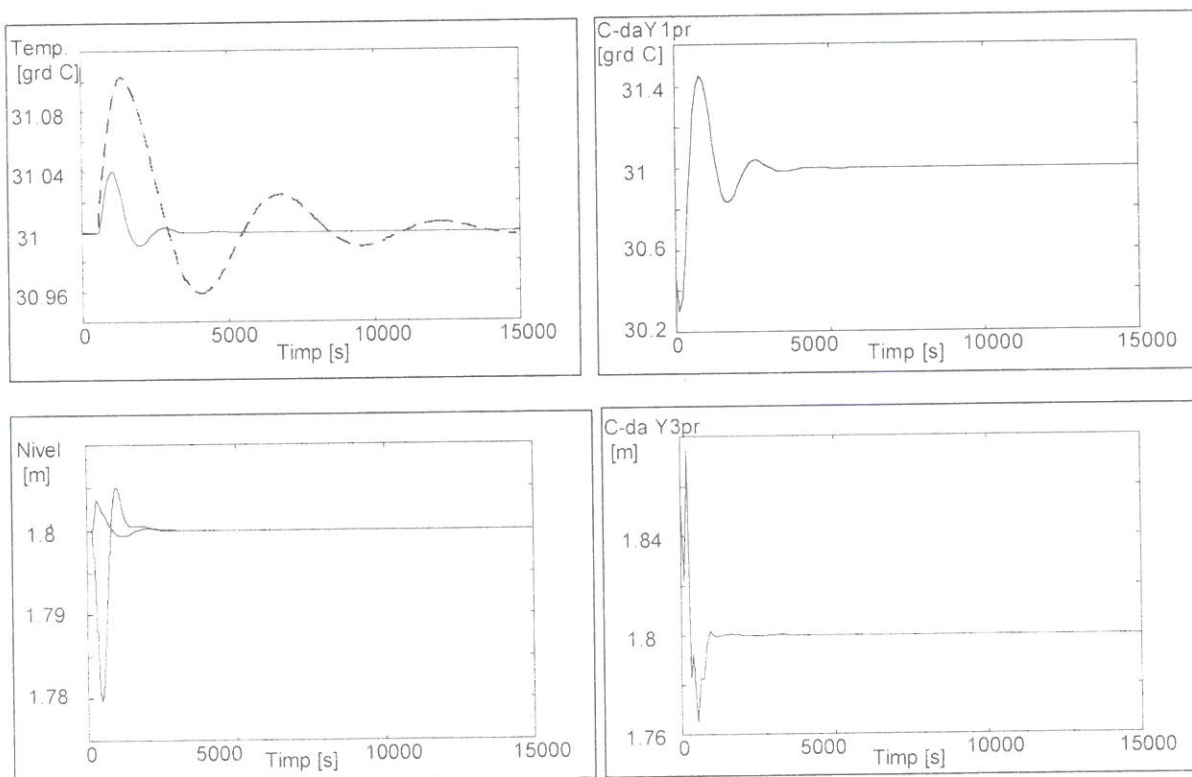 Temp.
[grd C]
31.08
31.04
31
30.96
0 5000 10000 15000
Timp [s]
C-daY1pr
[grd C]
31.4
31
30.6
30.2
0 5000 10000 15000
Timp [s]
Nivel
[m]
1.8
1.79
1.78
0 5000 10000 15000
Timp [s]
C-da Y3pr
[m]
1.84
1.8
1.76
0 5000 10000 15000
Timp [s]